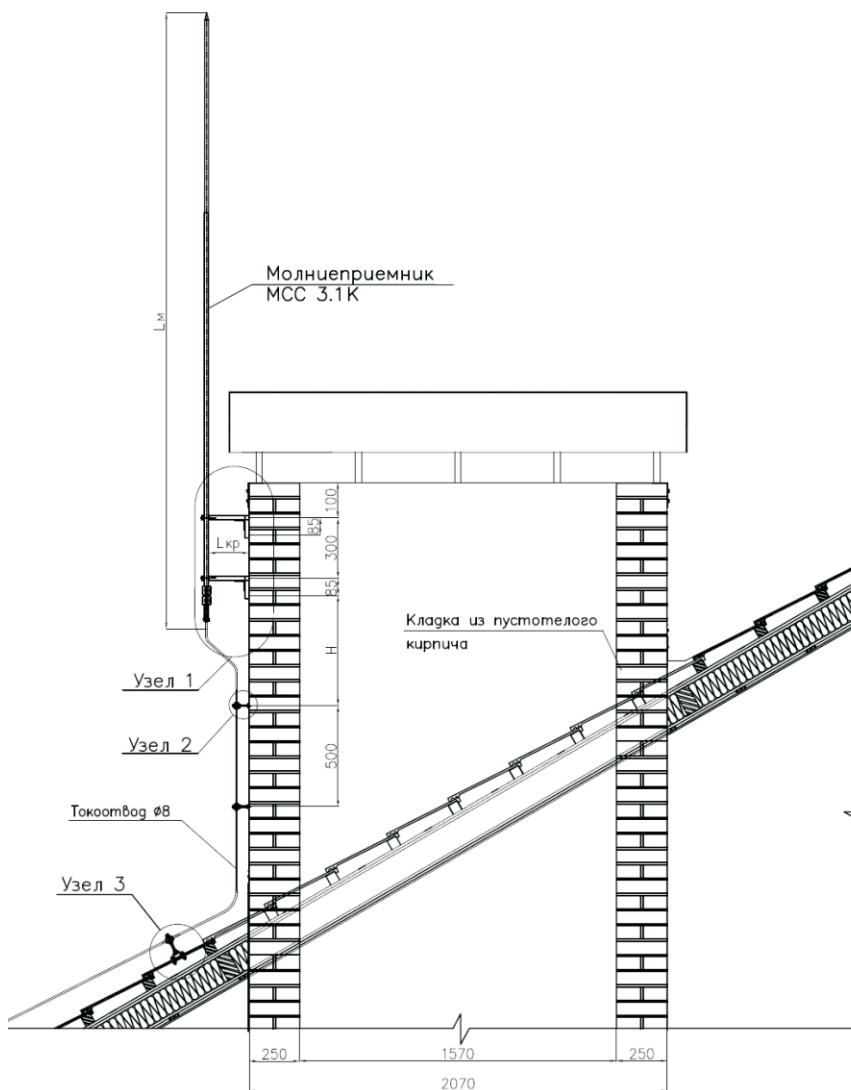 Lм
Молниеприемник
МСС 3.1К
100
85
300
Lкр
85
Кладка из пустотелого
кирпича
H
Узел 1
Узел 2
500
Токоотвод ø8
Узел 3
250
1570
250
2070